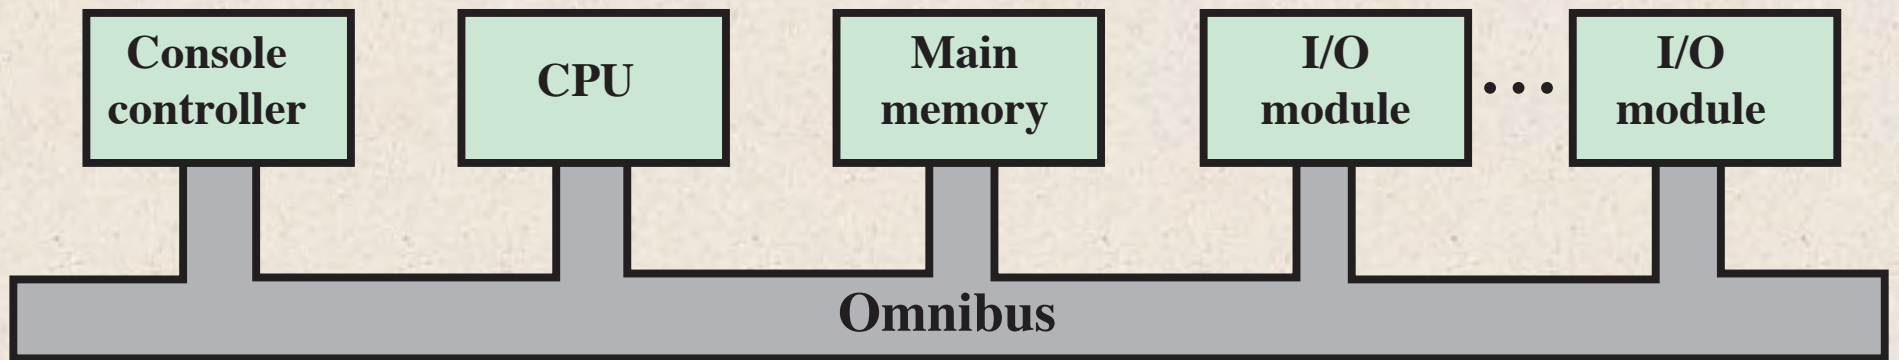 Console
controller
CPU
Main
memory
I/O
module
• • •
I/O
module
Omnibus